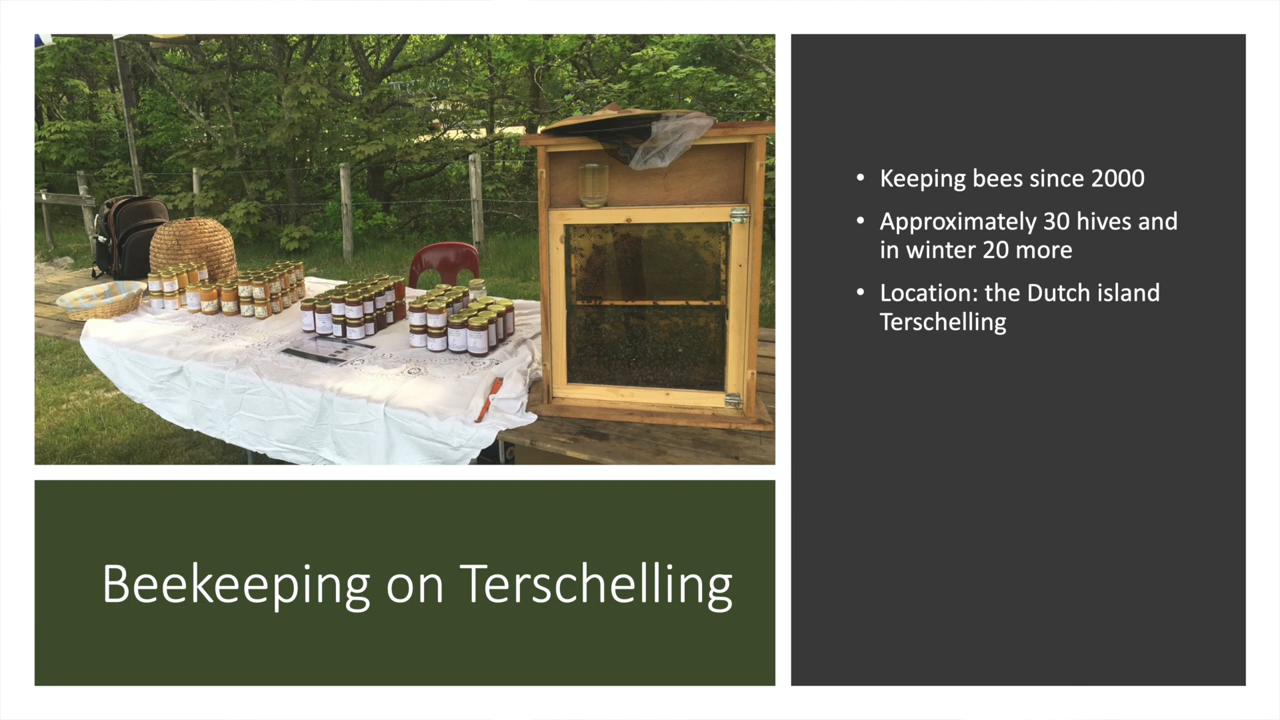 Keeping bees since 2000
Approximately 30 hives and
in winter 20 more
Location: the Dutch island
Terschelling
Beekeeping on Terschelling